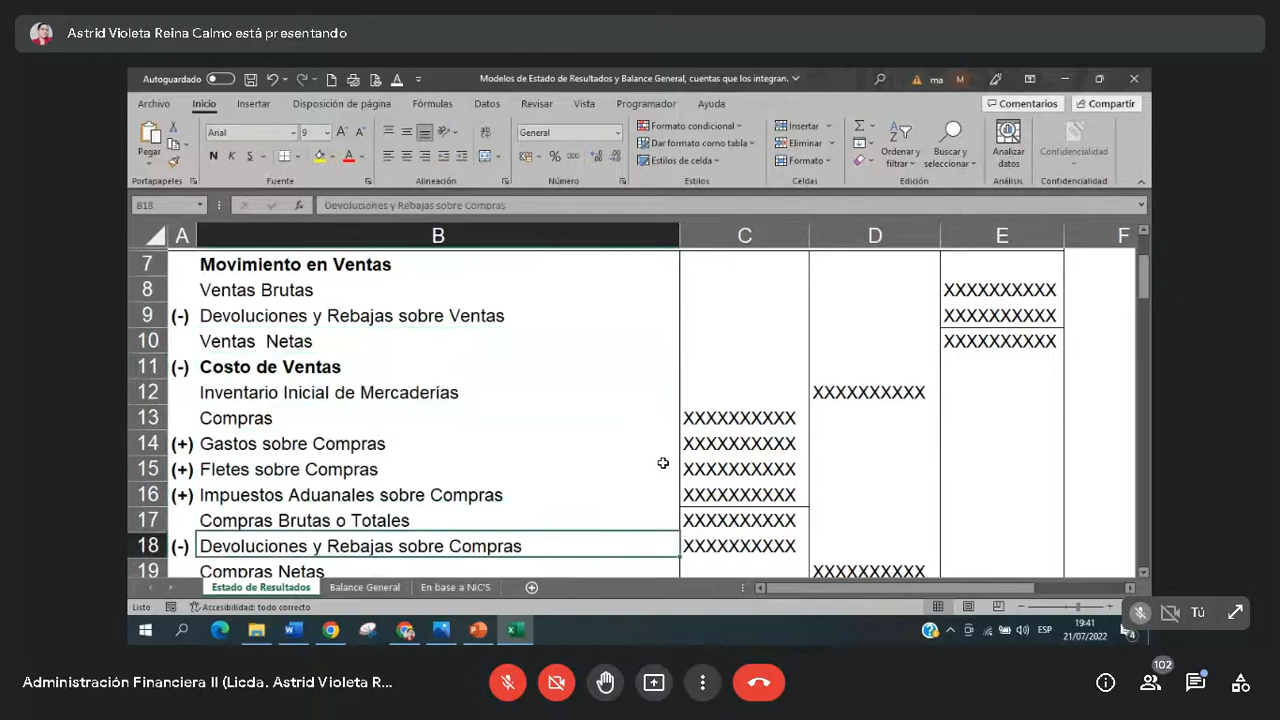 Astrid Violeta Reina Calmo está presentando
Autoguardado
Modelos de Estado de Resultados y Balance General, cuentas que los integran.
ma
M
Archivo Inicio Insertar Disposición de página Fórmulas Datos Revisar Vista Programador Ayuda
Comentarios Compartir
Pegar
Arial 9
N K S
General
Formato condicional
Dar formato como tabla
Estilos de celda
Insertar
Eliminar
Formato
Ordenar y filtrar
Buscar y seleccionar
Analizar datos
Confidencialidad
Portapapeles Fuente Alineación Número Estilos Celdas Edición Análisis Confidencialidad
B18 fx Devoluciones y Rebajas sobre Compras
A B C D E F
7 Movimiento en Ventas
8 Ventas Brutas XXXXXXXXXX
9 (-) Devoluciones y Rebajas sobre Ventas XXXXXXXXXX
10 Ventas Netas XXXXXXXXXX
11 (-) Costo de Ventas
12 Inventario Inicial de Mercaderías XXXXXXXXXX
13 Compras XXXXXXXXXX
14 (+) Gastos sobre Compras XXXXXXXXXX
15 (+) Fletes sobre Compras XXXXXXXXXX
16 (+) Impuestos Aduanales sobre Compras XXXXXXXXXX
17 Compras Brutas o Totales XXXXXXXXXX
18 (-) Devoluciones y Rebajas sobre Compras XXXXXXXXXX
19 Compras Netas XXXXXXXXXX
Estado de Resultados Balance General En base a NIC'S
Listo Accesibilidad: todo correcto
Tú
ESP
19:41
21/07/2022
4
Administración Financiera II (Licda. Astrid Violeta R...
102